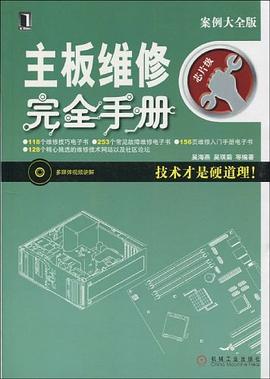 案例大全版
主板维修
完全手册
芯片级
●118个维修技巧电子书 ●253个常见故障维修电子书 ●156页维修入门手册电子书
●128个精心挑选的维修技术网站以及社区论坛
多媒体视频讲解
技术才是硬道理!
吴海燕 吴琪菊 等编著
机械工业出版社
China Machine Press